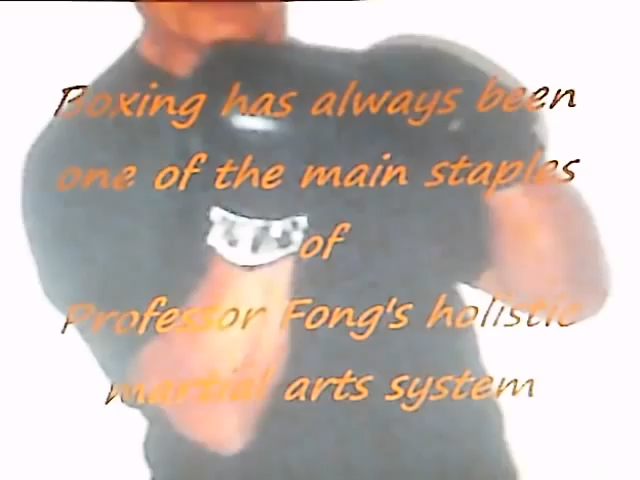 Boxing has always been
one of the main staples
of
Professor Fong's holistic
martial arts system